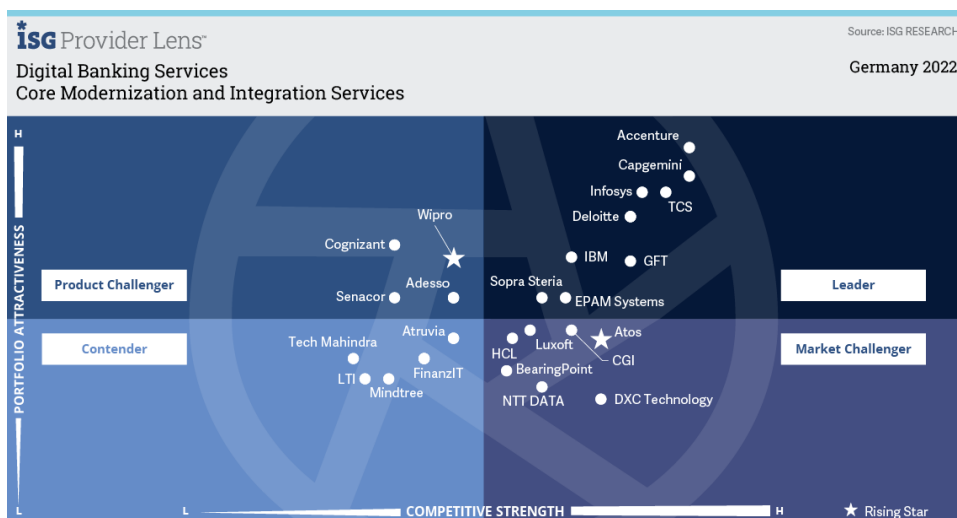 ISG Provider Lens™
Source: ISG RESEARCH
Digital Banking Services
Core Modernization and Integration Services
Germany 2022
H
PORTFOLIO ATTRACTIVENESS
L
Accenture
Capgemini
Infosys
TCS
Deloitte
Wipro
Cognizant
IBM
GFT
Product Challenger
Adesso
Sopra Steria
Leader
Senacor
EPAM Systems
Contender
Tech Mahindra
Atruvia
Atos
Market Challenger
HCL
Luxoft
CGI
LTI
FinanzIT
BearingPoint
Mindtree
NTT DATA
DXC Technology
L
COMPETITIVE STRENGTH
H
Rising Star